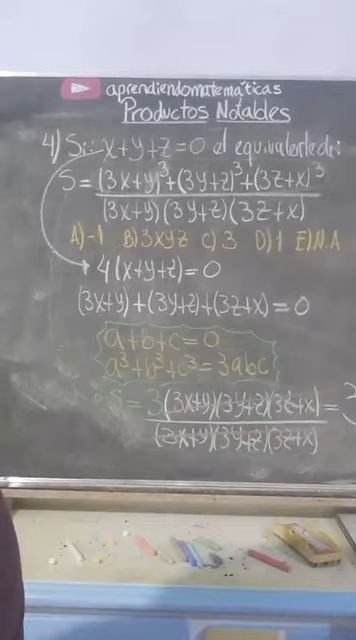 aprendiendomatemáticas
Productos Notables
4) Si: x+y+z=0 el equivalente de:
S = (3x+y)³+(3y+z)³+(3z+x)³
(3x+y)(3y+z)(3z+x)
A) -1 B) 3xyz C) 3 D) 1 E) N.A
4(x+y+z)=0
(3x+y)+(3y+z)+(3z+x)=0
a+b+c=0
a³+b³+c³=3abc
S = 3(3x+y)(3y+z)(3z+x) = 3
(3x+y)(3y+z)(3z+x)